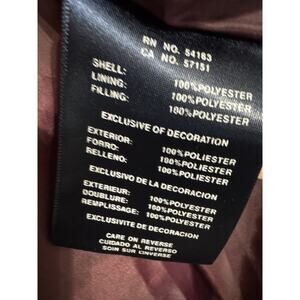 RN NO. 54163
CA NO. 57151
SHELL: 100%POLYESTER
LINING: 100%POLYESTER
FILLING: 100%POLYESTER
EXCLUSIVE OF DECORATION
EXTERIOR: 100%POLIESTER
FORRO: 100%POLIESTER
RELLENO: 100%POLIESTER
EXCLUSIVO DE LA DECORACION
EXTERIEUR: 100%POLYESTER
DOUBLURE: 100%POLYESTER
REMPLISSAGE: 100%POLYESTER
EXCLUSIVITE DE DECORATION
CARE ON REVERSE
CUIDADO AL REVERSO
SOIN SUR L'INVERSE